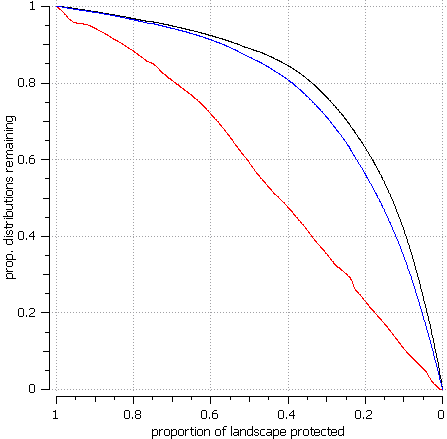 1
0.8
0.6
0.4
0.2
0
prop. distributions remaining
1 0.8 0.6 0.4 0.2 0
proportion of landscape protected